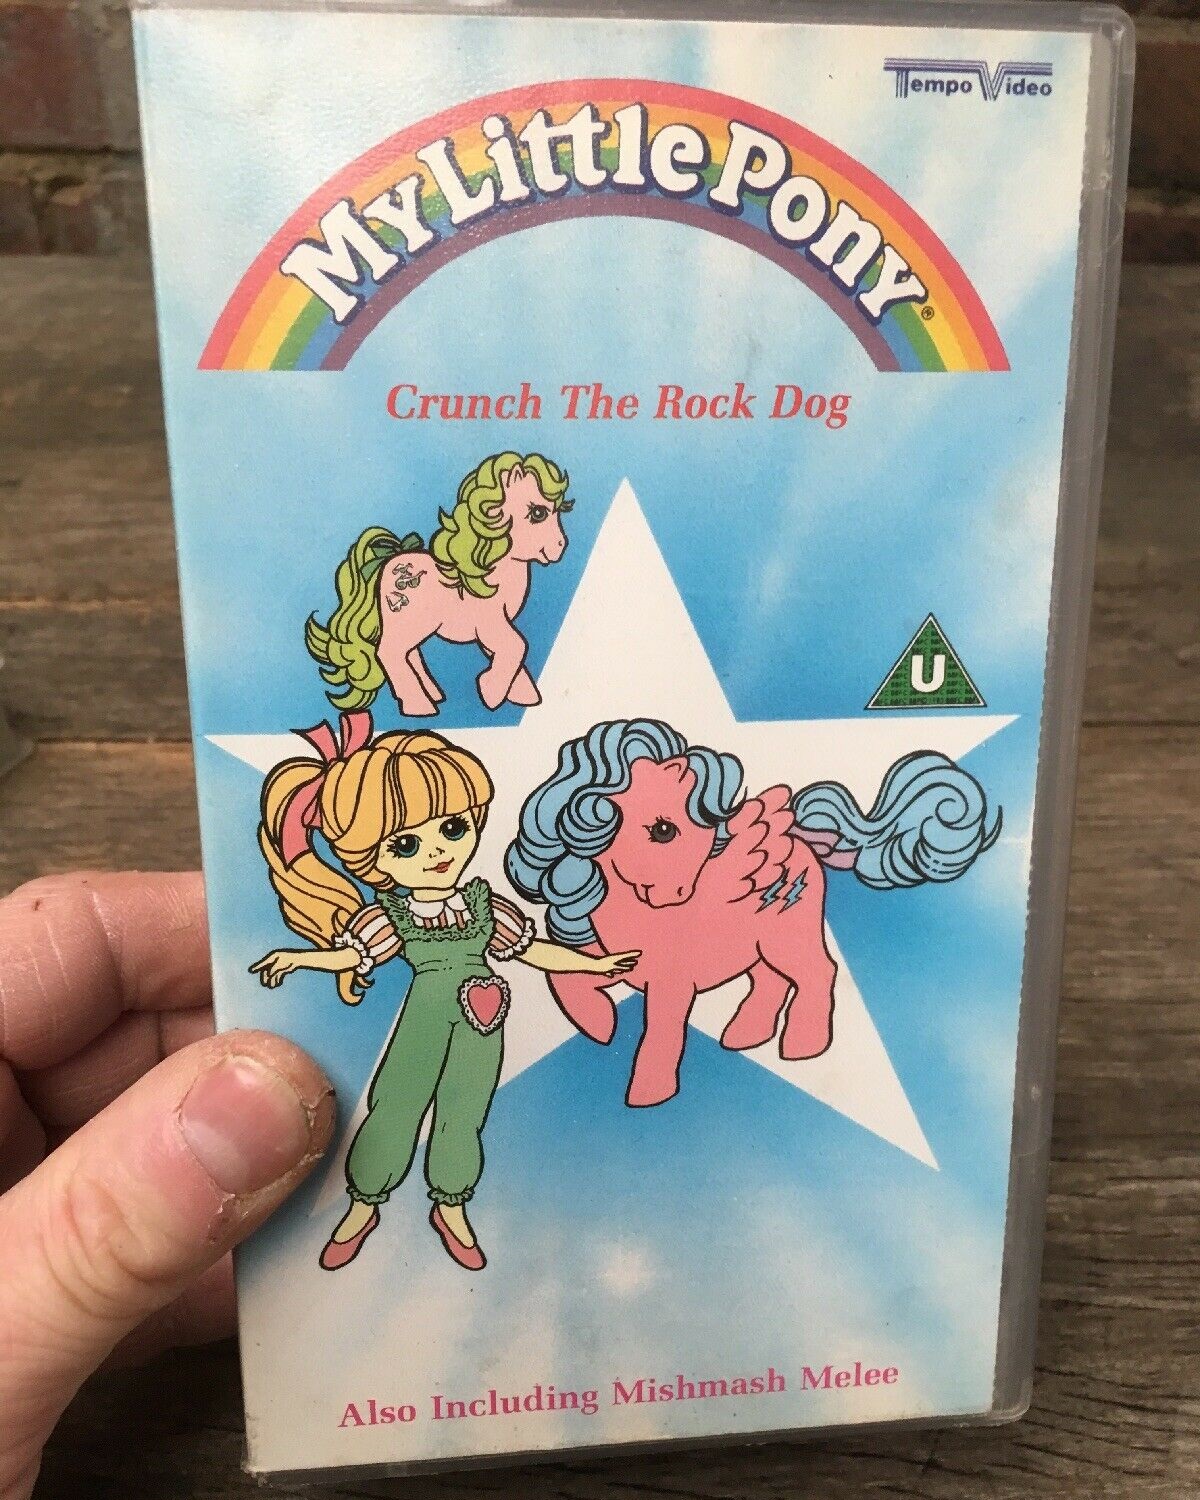 Tempo Video
My Little Pony®
Crunch The Rock Dog
U
Also Including Mishmash Melee